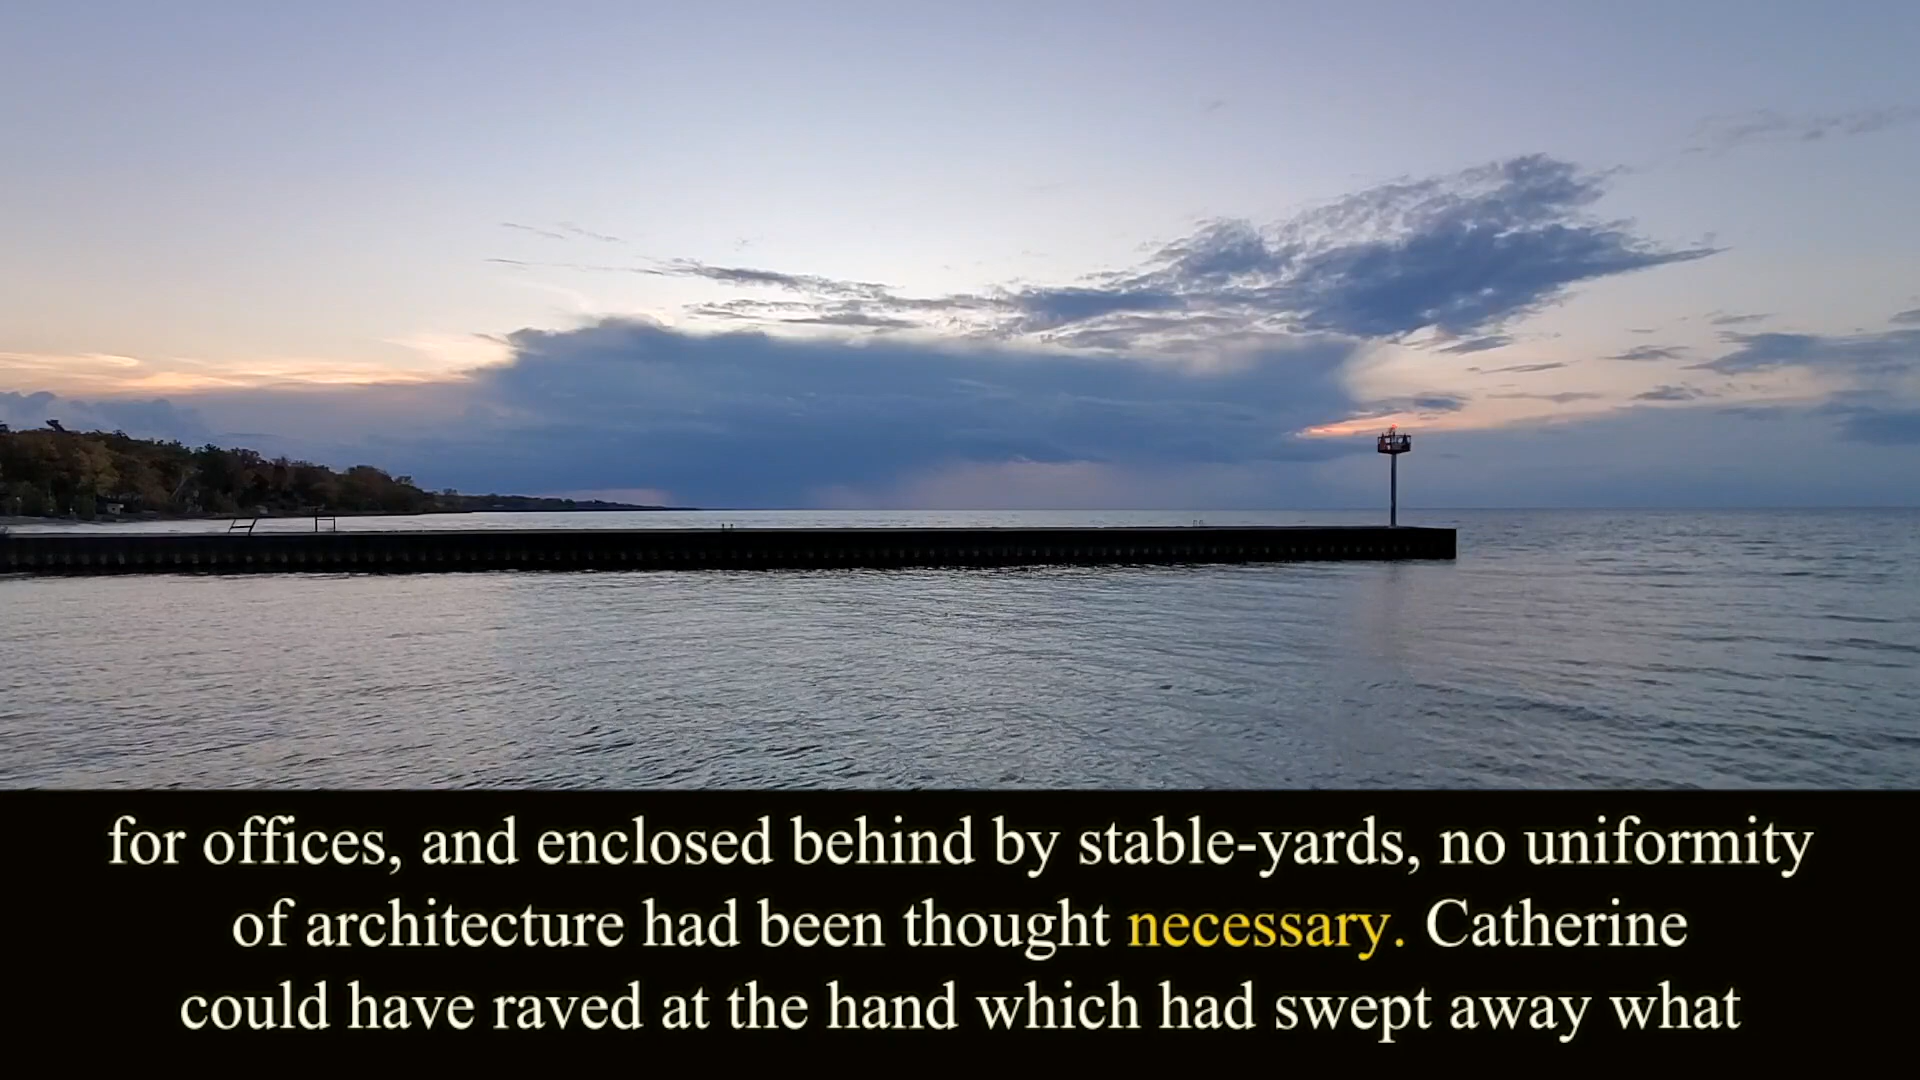 for offices, and enclosed behind by stable-yards, no uniformity
of architecture had been thought necessary. Catherine
could have raved at the hand which had swept away what